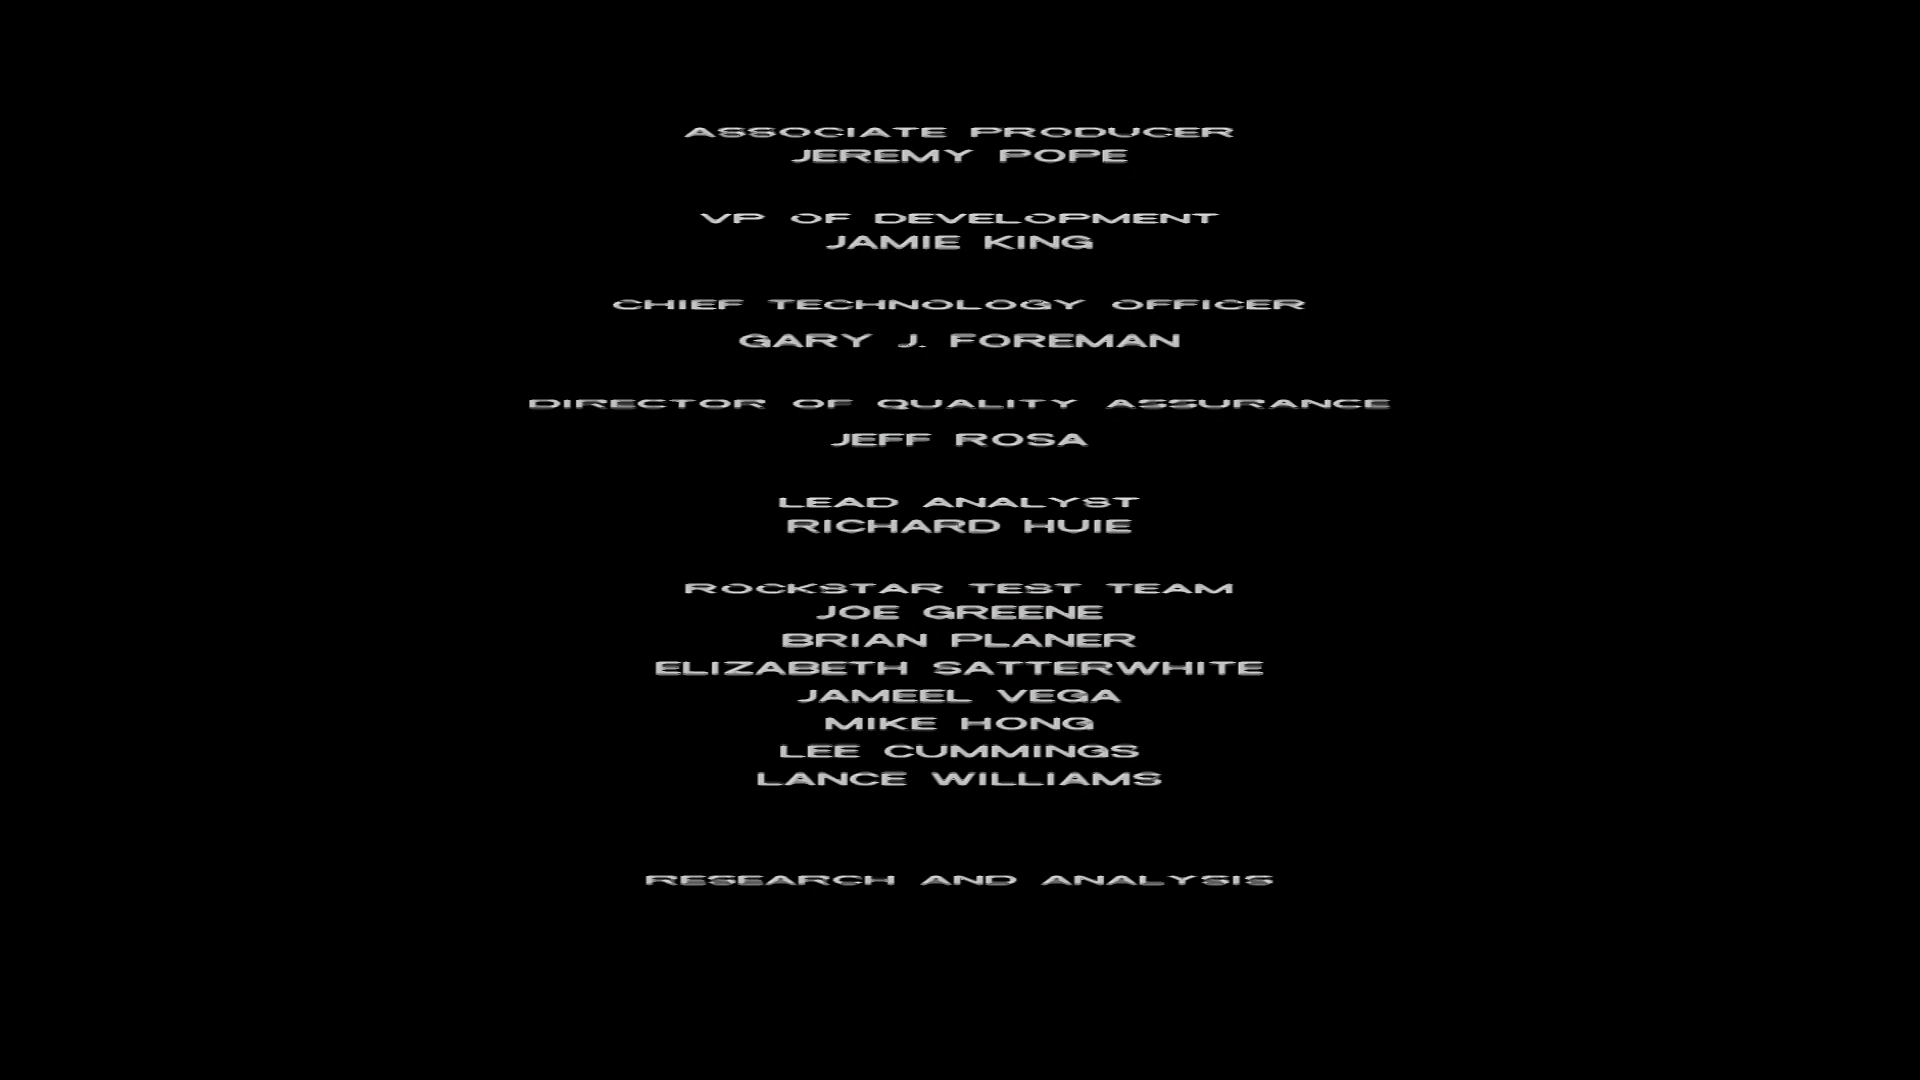 ASSOCIATE PRODUCER
JEREMY POPE
VP OF DEVELOPMENT
JAMIE KING
CHIEF TECHNOLOGY OFFICER
GARY J. FOREMAN
DIRECTOR OF QUALITY ASSURANCE
JEFF ROSA
LEAD ANALYST
RICHARD HUIE
ROCKSTAR TEST TEAM
JOE GREENE
BRIAN PLANER
ELIZABETH SATTERWHITE
JAMEEL VEGA
MIKE HONG
LEE CUMMINGS
LANCE WILLIAMS
RESEARCH AND ANALYSIS